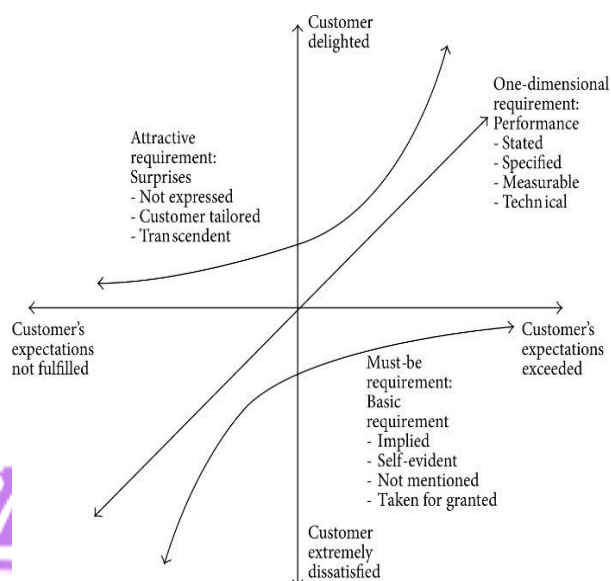 Customer
delighted
One-dimensional
requirement:
Performance
- Stated
- Specified
- Measurable
- Technical
Attractive
requirement:
Surprises
- Not expressed
- Customer tailored
- Transcendent
Customer's
expectations
not fulfilled
Customer's
expectations
exceeded
Must-be
requirement:
Basic
requirement
- Implied
- Self-evident
- Not mentioned
- Taken for granted
Customer
extremely
dissatisfied